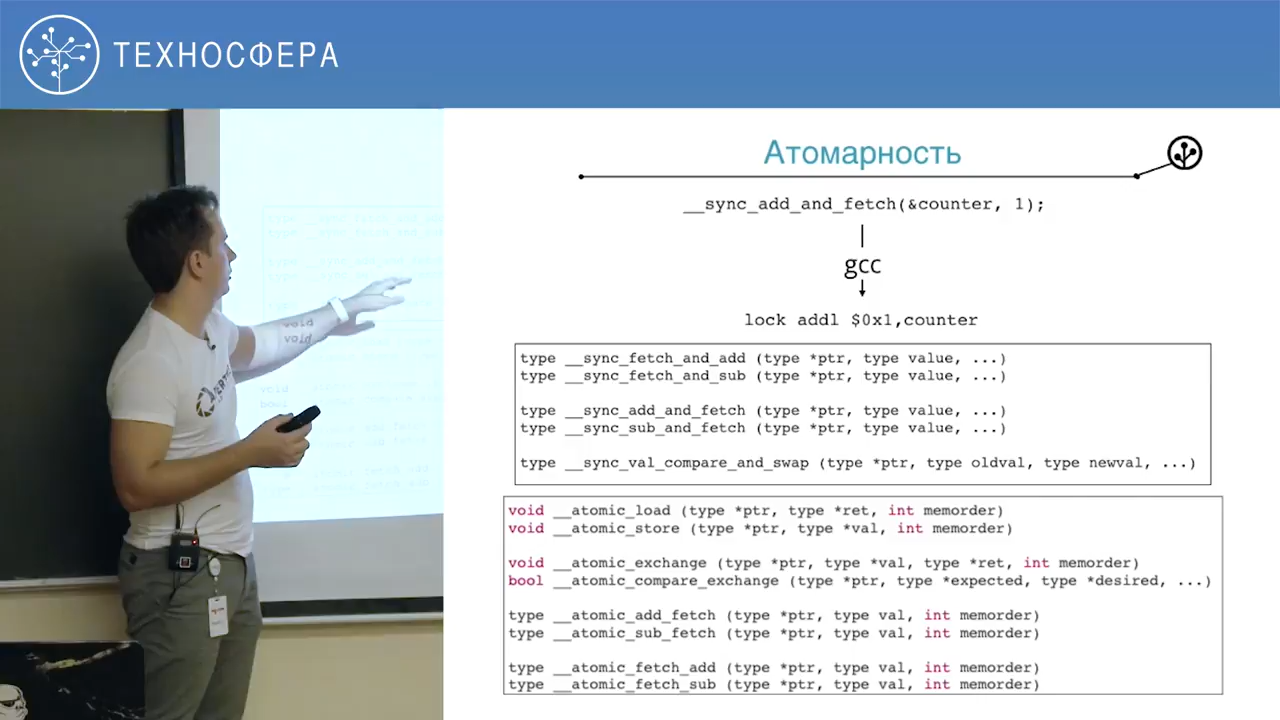 ТЕХНОСФЕРА
Атомарность
__sync_add_and_fetch(&counter, 1);
gcc
lock addl $0x1,counter
type __sync_fetch_and_add (type *ptr, type value, ...)
type __sync_fetch_and_sub (type *ptr, type value, ...)
type __sync_add_and_fetch (type *ptr, type value, ...)
type __sync_sub_and_fetch (type *ptr, type value, ...)
type __sync_val_compare_and_swap (type *ptr, type oldval, type newval, ...)
void __atomic_load (type *ptr, type *ret, int memorder)
void __atomic_store (type *ptr, type *val, int memorder)
void __atomic_exchange (type *ptr, type *val, type *ret, int memorder)
bool __atomic_compare_exchange (type *ptr, type *expected, type *desired, ...)
type __atomic_add_fetch (type *ptr, type val, int memorder)
type __atomic_sub_fetch (type *ptr, type val, int memorder)
type __atomic_fetch_add (type *ptr, type val, int memorder)
type __atomic_fetch_sub (type *ptr, type val, int memorder)
void
void